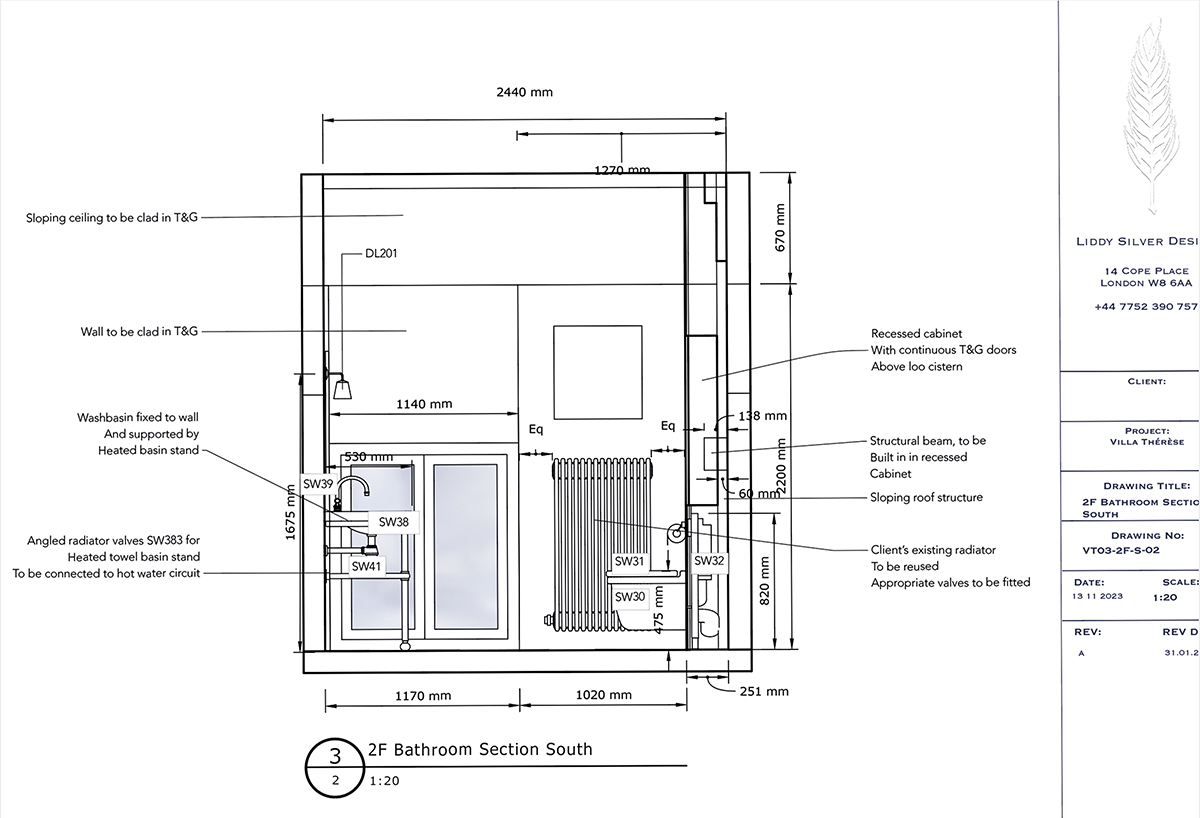 2440 mm
1270 mm
670 mm
Sloping ceiling to be clad in T&G
DL201
Wall to be clad in T&G
1140 mm
Washbasin fixed to wall
And supported by
Heated basin stand
Eq
Eq
530 mm
SW39
SW38
1675 mm
SW41
Angled radiator valves SW383 for
Heated towel basin stand
To be connected to hot water circuit
SW31
SW30
SW32
475 mm
820 mm
Recessed cabinet
With continuous T&G doors
Above loo cistern
138 mm
2200 mm
Structural beam, to be
Built in in recessed
Cabinet
60 mm
Sloping roof structure
Client's existing radiator
To be reused
Appropriate valves to be fitted
1170 mm
1020 mm
251 mm
3
2
2F Bathroom Section South
1:20
LIDDY SILVER DESI
14 COPE PLACE
LONDON W8 6AA
+44 7752 390 757
CLIENT:
PROJECT:
VILLA THÉRÈSE
DRAWING TITLE:
2F BATHROOM SECTIO
SOUTH
DRAWING NO:
VT03-2F-S-02
DATE:
SCALE:
13 11 2023
1:20
REV:
REV D
A
31.01.2